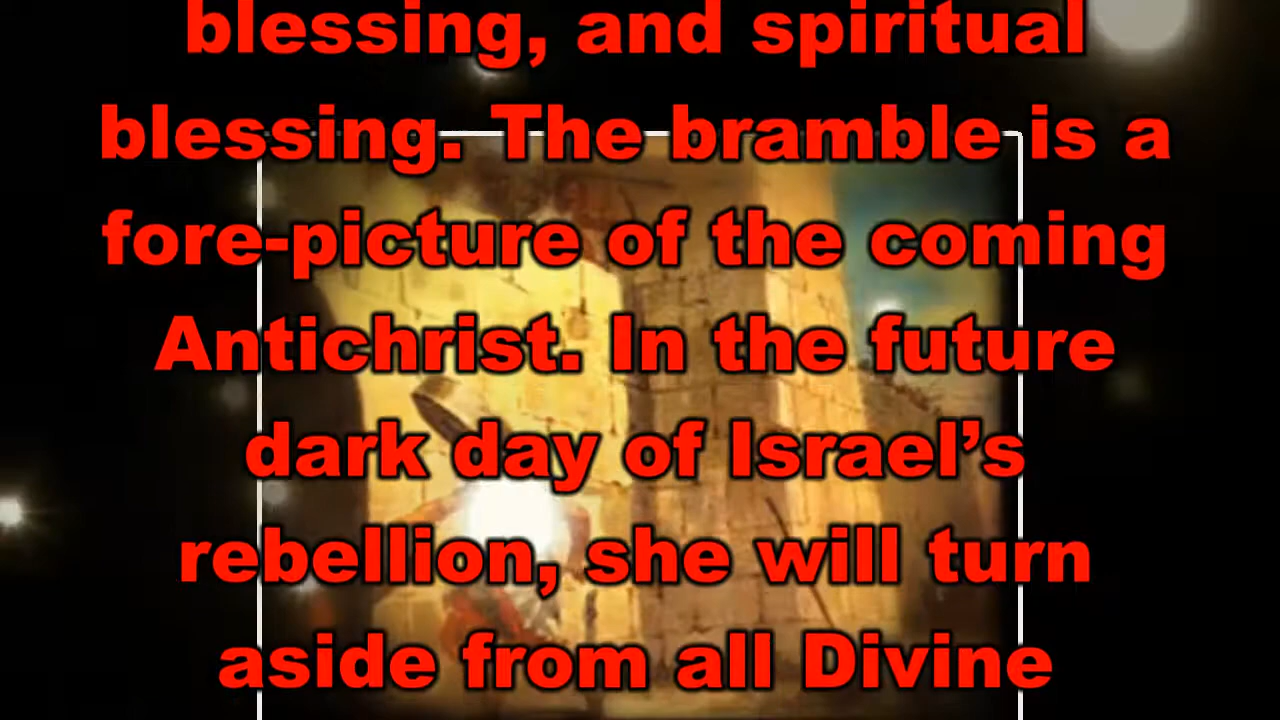 blessing, and spiritual
blessing. The bramble is a
fore-picture of the coming
Antichrist. In the future
dark day of Israel’s
rebellion, she will turn
aside from all Divine